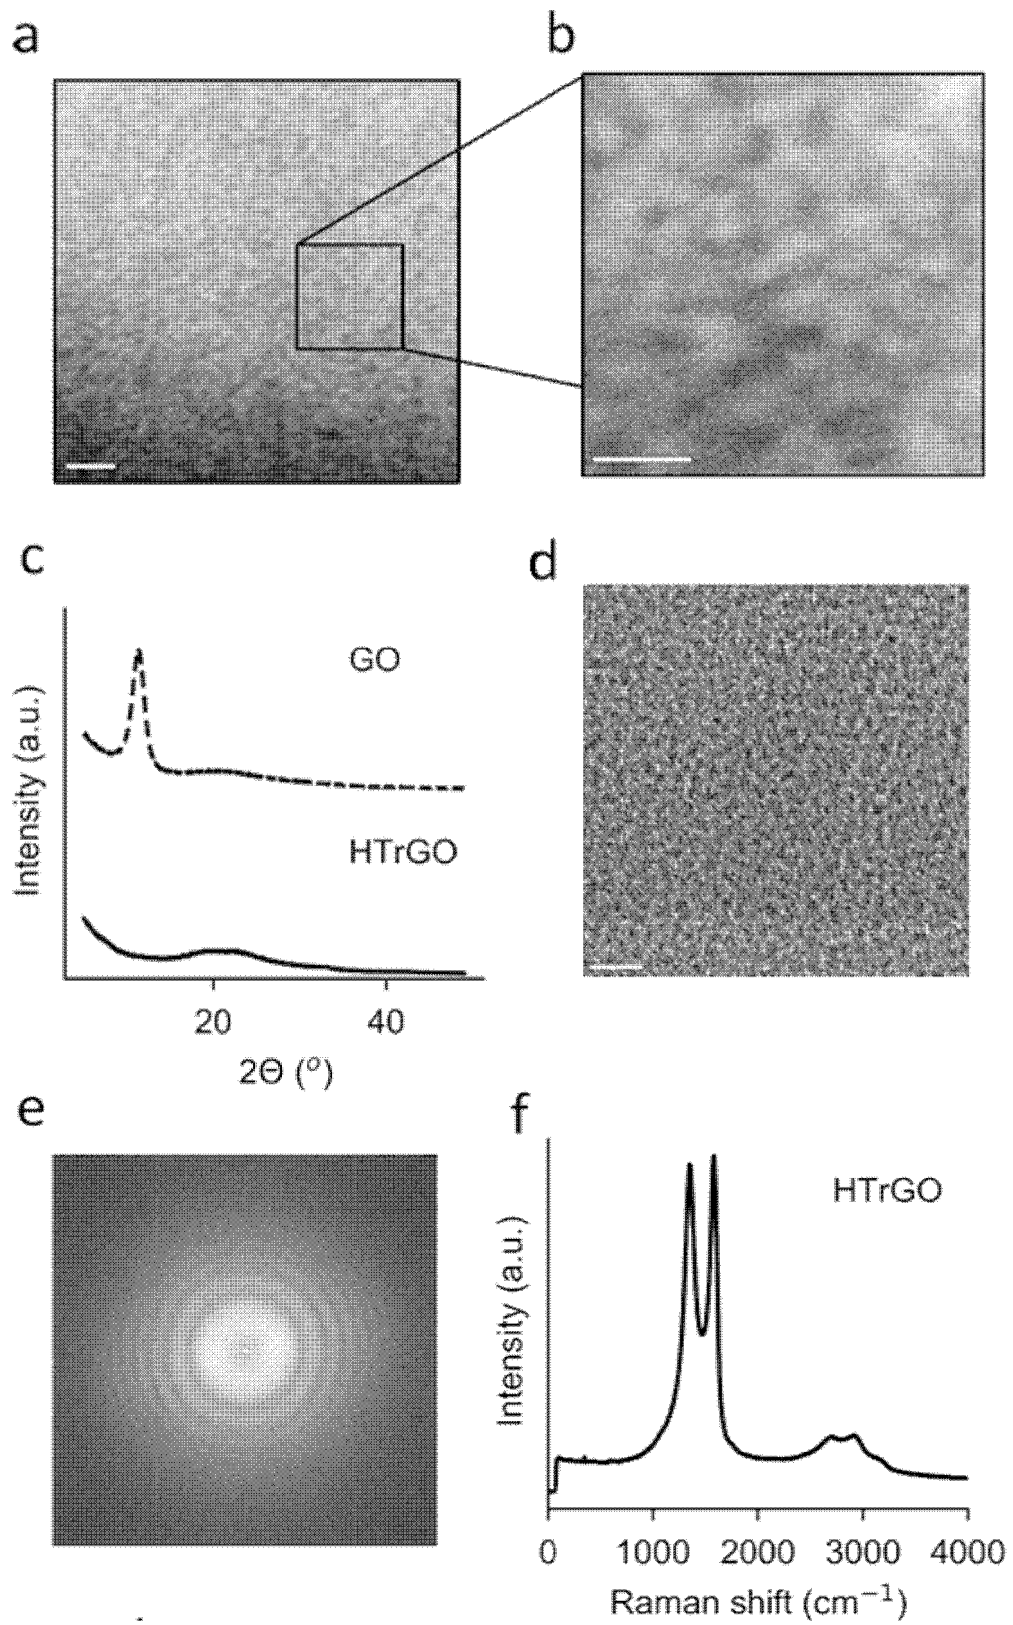 a
b
c
GO
HTrGO
Intensity (a.u.)
20 40
2Θ (°)
d
e
f
HTrGO
Intensity (a.u.)
0 1000 2000 3000 4000
Raman shift (cm⁻¹)